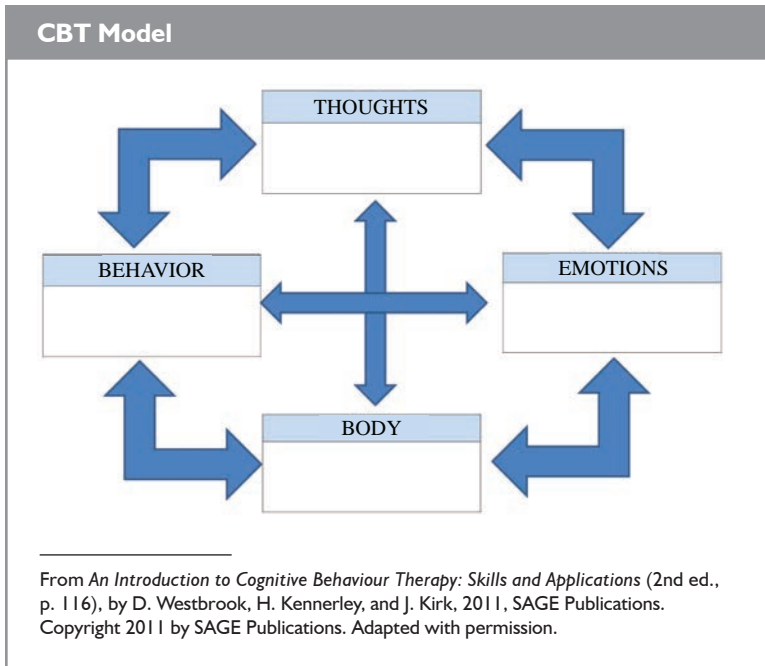 CBT Model
THOUGHTS
BEHAVIOR
EMOTIONS
BODY
From An Introduction to Cognitive Behaviour Therapy: Skills and Applications (2nd ed.,
p. 116), by D. Westbrook, H. Kennerley, and J. Kirk, 2011, SAGE Publications.
Copyright 2011 by SAGE Publications. Adapted with permission.